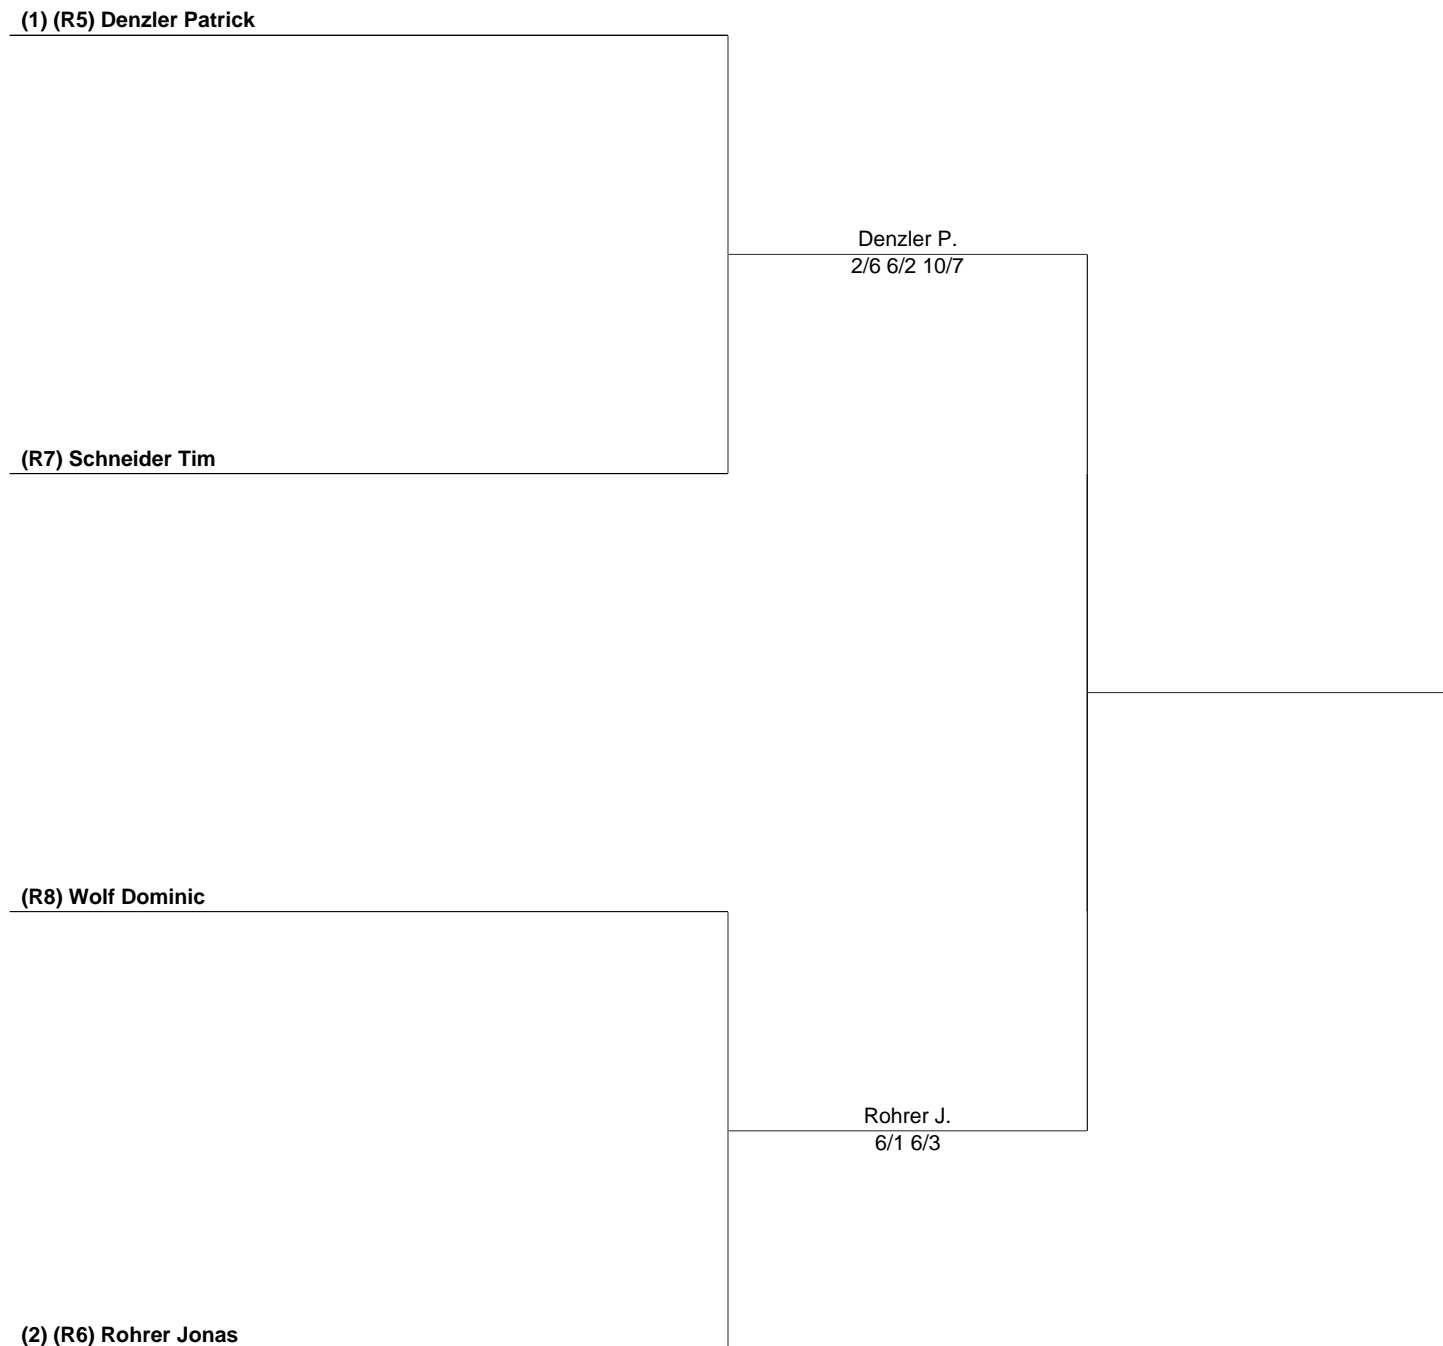 (1) (R5) Denzler Patrick
Denzler P.
2/6 6/2 10/7
(R7) Schneider Tim
(R8) Wolf Dominic
Rohrer J.
6/1 6/3
(2) (R6) Rohrer Jonas